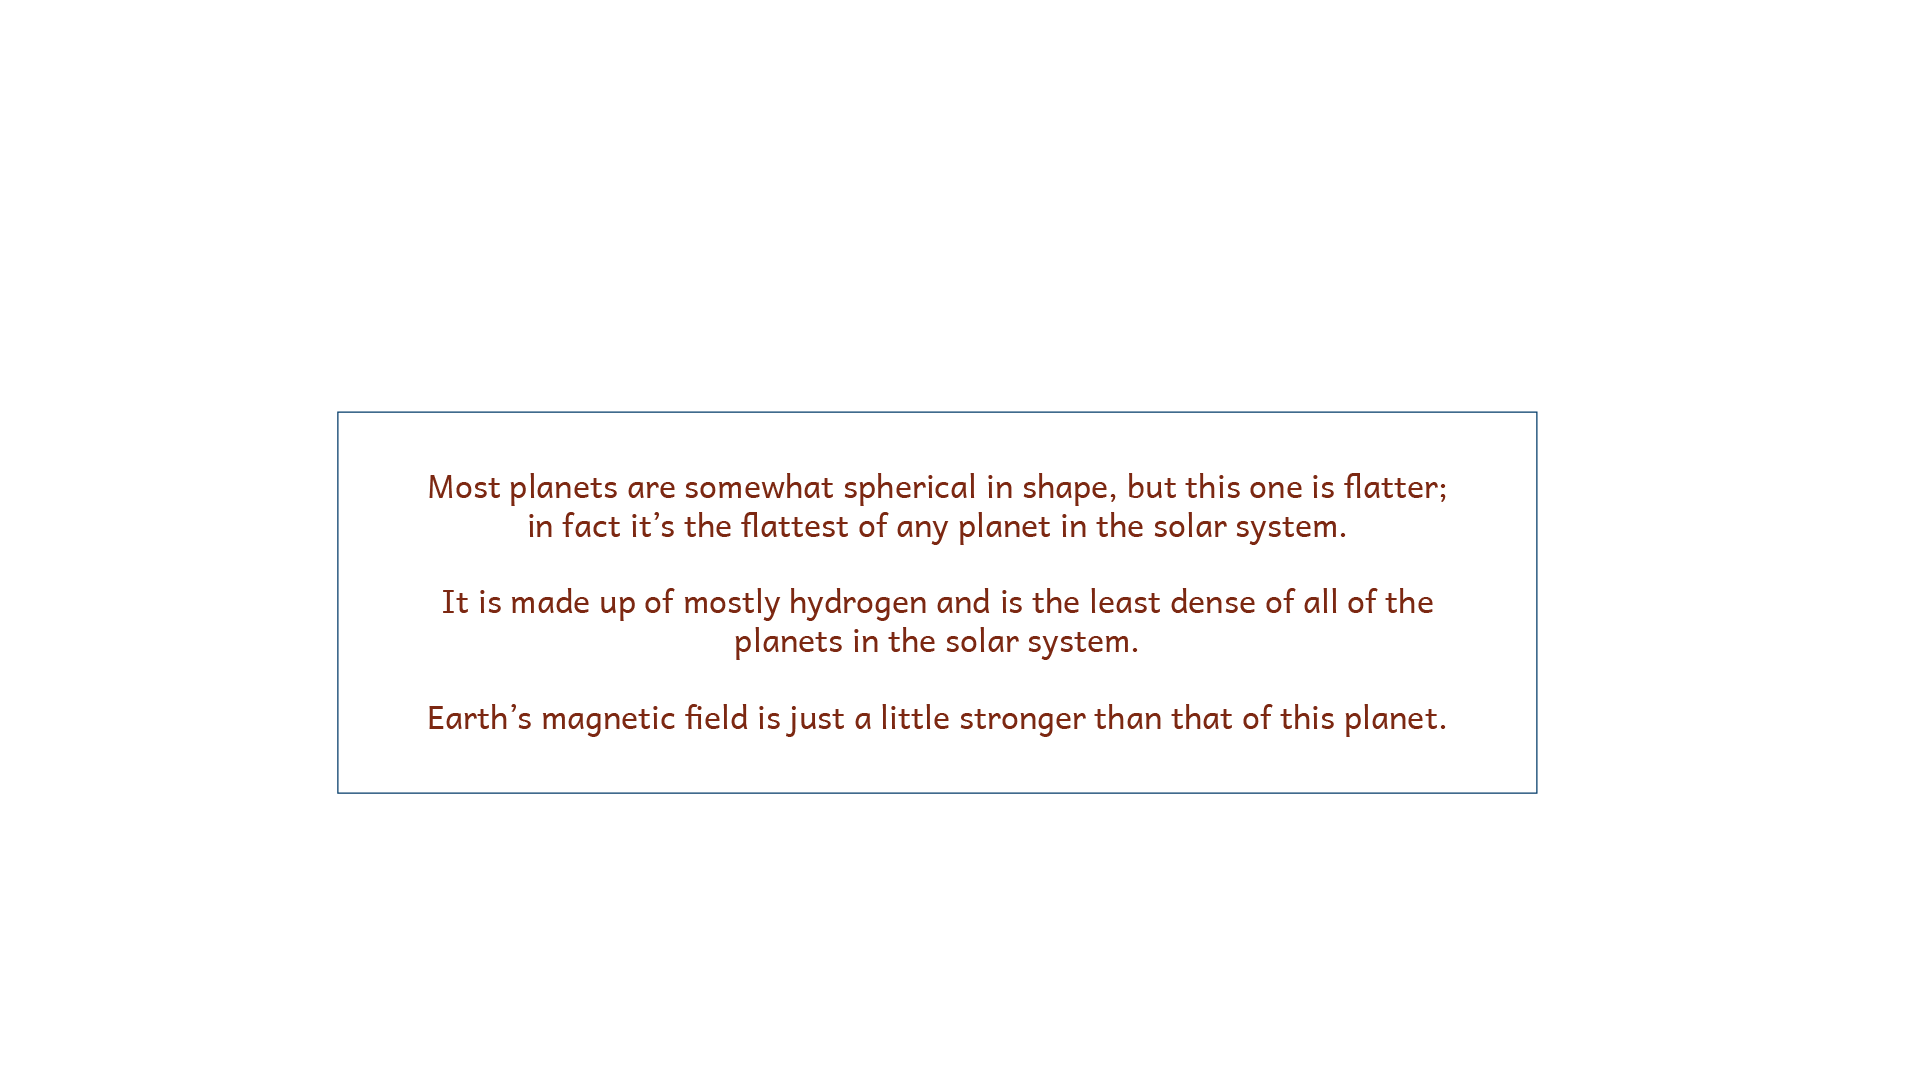 Most planets are somewhat spherical in shape, but this one is flatter;
in fact it’s the flattest of any planet in the solar system.
It is made up of mostly hydrogen and is the least dense of all of the
planets in the solar system.
Earth’s magnetic field is just a little stronger than that of this planet.